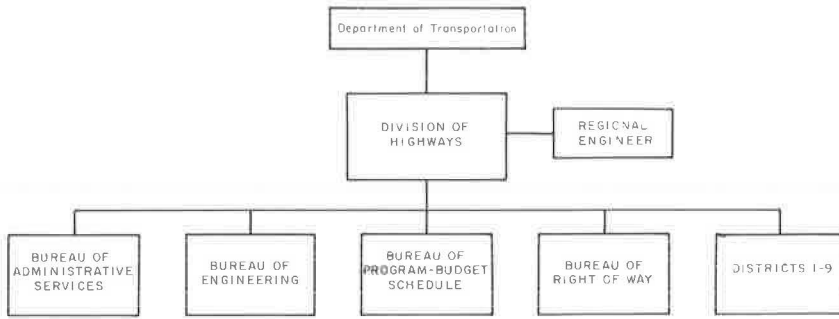 Department of Transportation
DIVISION OF
HIGHWAYS
REGIONAL
ENGINEER
BUREAU OF
ADMINISTRATIVE
SERVICES
BUREAU OF
ENGINEERING
BUREAU OF
PROGRAM-BUDGET
SCHEDULE
BUREAU OF
RIGHT OF WAY
DISTRICTS I-9